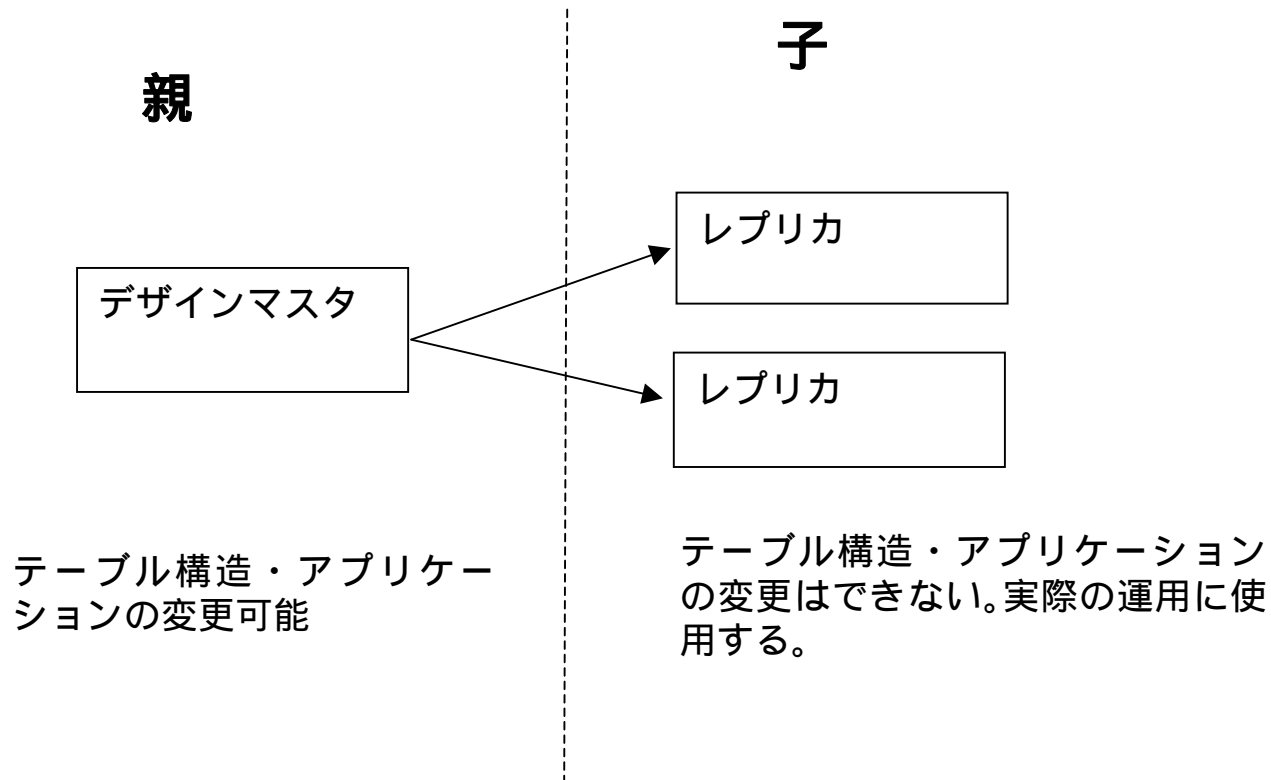 親
デザインマスタ
テーブル構造・アプリケー
ションの変更可能
子
レプリカ
レプリカ
テーブル構造・アプリケーション
の変更はできない。実際の運用に使
用する。